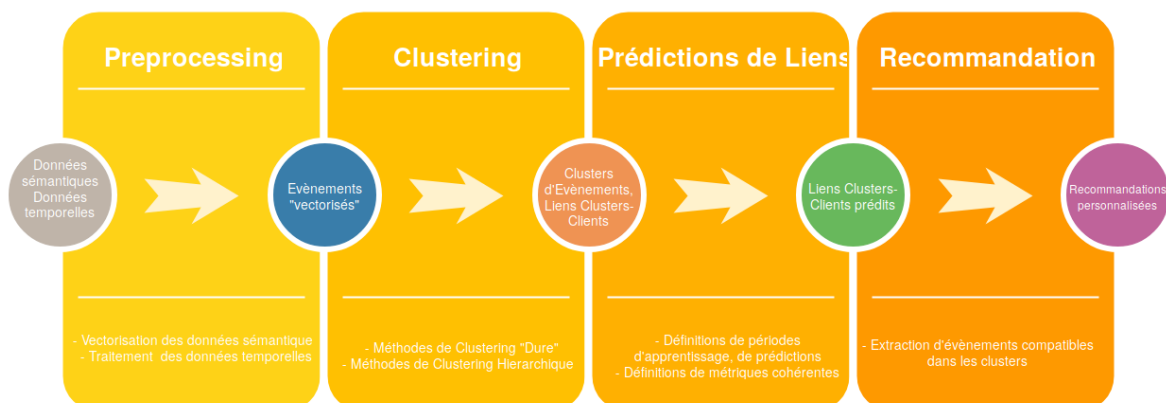 Preprocessing
Clustering
Prédictions de Liens
Recommandation
Données
sémantiques
Données
temporelles
Evènements
"vectorisés"
Clusters
d'Evènements,
Liens Clusters-
Clients
Liens Clusters-
Clients prédits
Recommandations
personnalisées
- Vectorisation des données sémantique
- Traitement des données temporelles
- Méthodes de Clustering "Dure"
- Méthodes de Clustering Hierarchique
- Définitions de périodes
d'apprentissage, de prédictions
- Définitions de métriques cohérentes
- Extraction d'évènements compatibles
dans les clusters